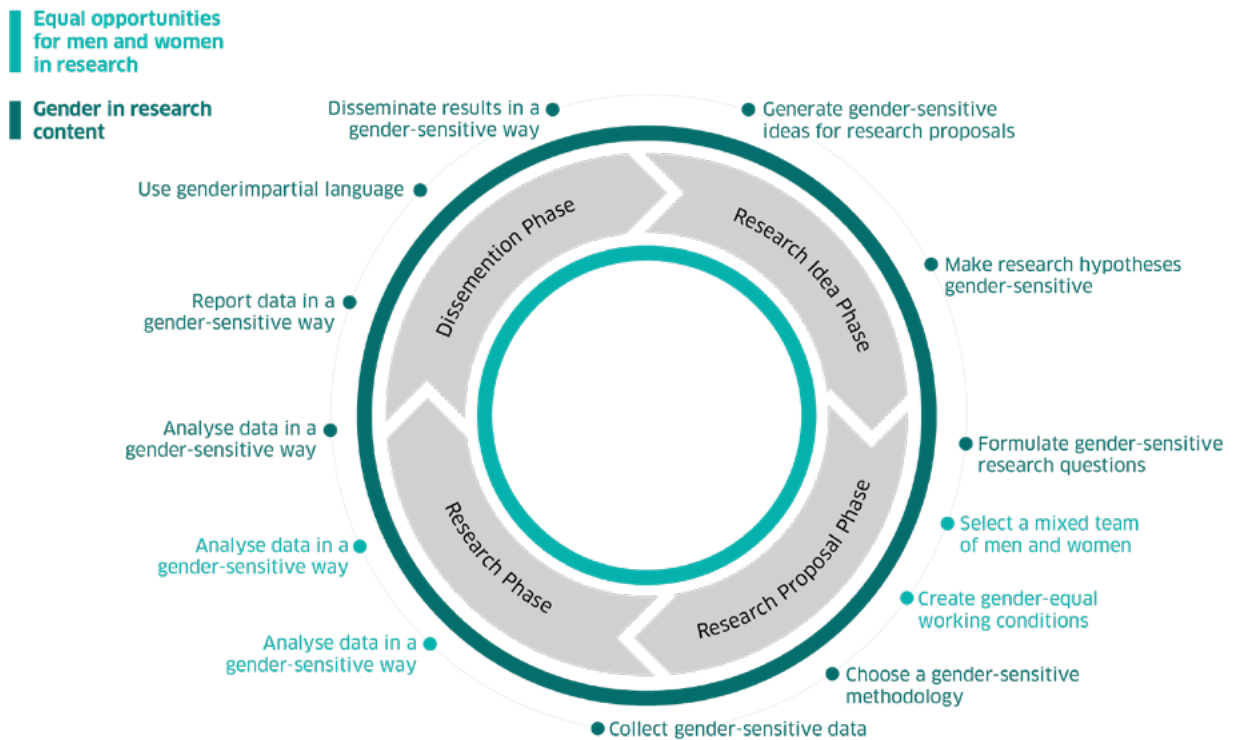 Equal opportunities
for men and women
in research
Gender in research
content
Disseminate results in a
gender-sensitive way
Generate gender-sensitive
ideas for research proposals
Use genderimpartial language
Make research hypotheses
gender-sensitive
Report data in a
gender-sensitive way
Formulate gender-sensitive
research questions
Analyse data in a
gender-sensitive way
Select a mixed team
of men and women
Analyse data in a
gender-sensitive way
Create gender-equal
working conditions
Analyse data in a
gender-sensitive way
Choose a gender-sensitive
methodology
Collect gender-sensitive data
Dissemention Phase
Research Idea Phase
Research Phase
Research Proposal Phase